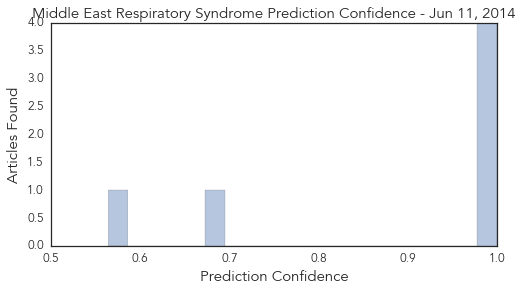 Middle East Respiratory Syndrome Prediction Confidence - Jun 11, 2014
4.0
3.5
3.0
2.5
2.0
1.5
1.0
0.5
0.0
Articles Found
0.5 0.6 0.7 0.8 0.9 1.0
Prediction Confidence